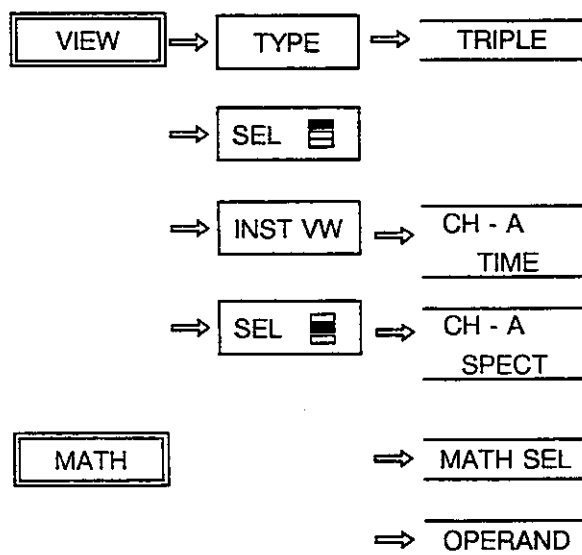 VIEW ⇒ TYPE ⇒ TRIPLE
⇒ SEL
⇒ INST VW ⇒ CH - A
TIME
⇒ SEL ⇒ CH - A
SPECT
MATH ⇒ MATH SEL
⇒ OPERAND